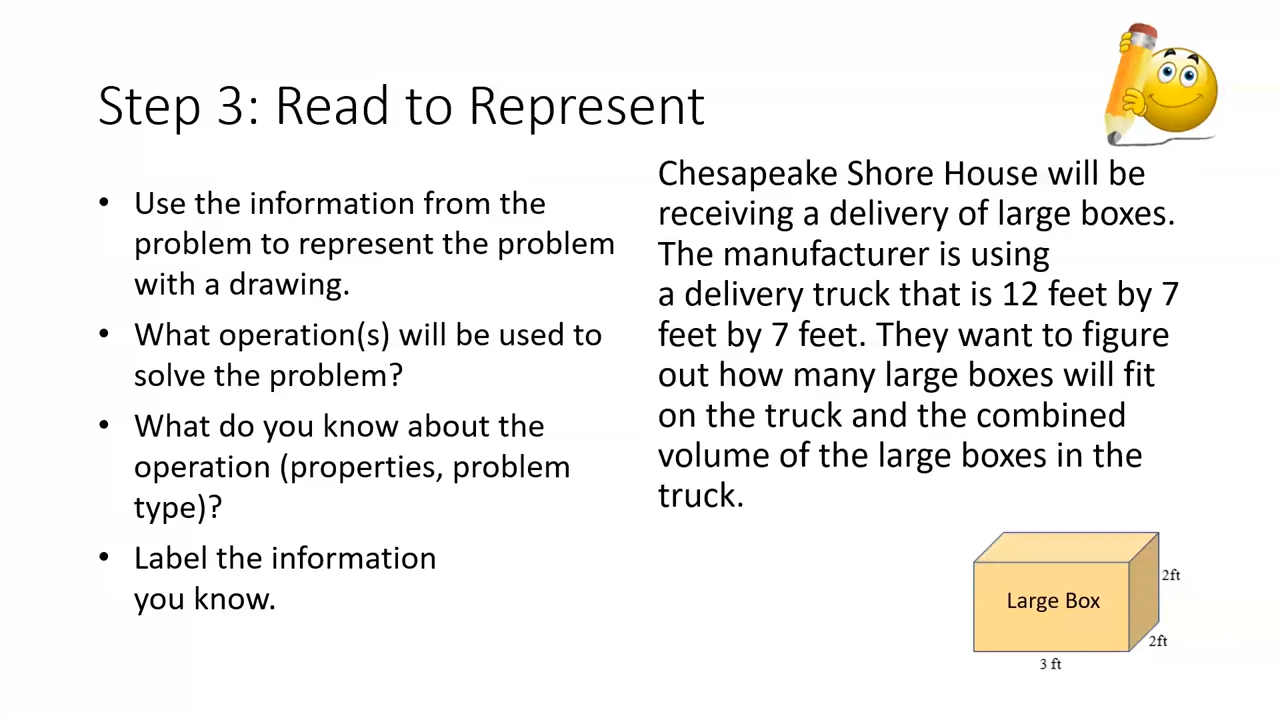 Step 3: Read to Represent
• Use the information from the
problem to represent the problem
with a drawing.
• What operation(s) will be used to
solve the problem?
• What do you know about the
operation (properties, problem
type)?
• Label the information
you know.
Chesapeake Shore House will be
receiving a delivery of large boxes.
The manufacturer is using
a delivery truck that is 12 feet by 7
feet by 7 feet. They want to figure
out how many large boxes will fit
on the truck and the combined
volume of the large boxes in the
truck.
2ft
Large Box
2ft
3 ft